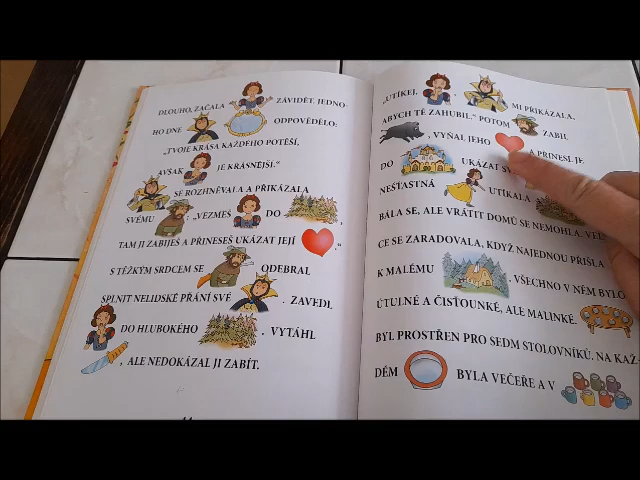 DLOUHO, ZAČALA ZÁVIDĚT. JEDNO-
HO DNE ODPOVĚDĚLO:
„TVOJE KRÁSA KAŽDÉHO POTĚŠÍ,
AVŠAK JE KRÁSNĚJŠÍ.“
SE ROZHNĚVALA A PŘIKÁZALA
SVÉMU , „VEZMEŠ DO ,
TAM JI ZABIJEŠ A PŘINESEŠ UKÁZAT JEJÍ .“
S TĚŽKÝM SRDCEM SE ODEBRAL
SPLNIT NELIDSKÉ PŘÁNÍ SVÉ . ZAVEDL
DO HLUBOKÉHO . VYTÁHL
, ALE NEDOKÁZAL JI ZABÍT.
„UTÍKEJ, MI PŘIKÁZALA,
ABYCH TĚ ZAHUBIL.“ POTOM ZABIL
, VYŇAL JEHO A PŘINESL JE
DO UKÁZAT
NEŠŤASTNÁ UTÍKALA
BÁLA SE, ALE VRÁTIT DOMŮ SE NEMOHLA.
CE SE ZARADOVALA, KDYŽ NAJEDNOU PŘIŠLA
K MALÉMU . VŠECHNO V NĚM BYLO
ÚTULNÉ A ČISŤOUNKÉ, ALE MALINKÉ.
BYL PROSTŘEN PRO SEDM STOLOVNÍKŮ. NA KAŽ-
DÉM BYLA VEČEŘE A V